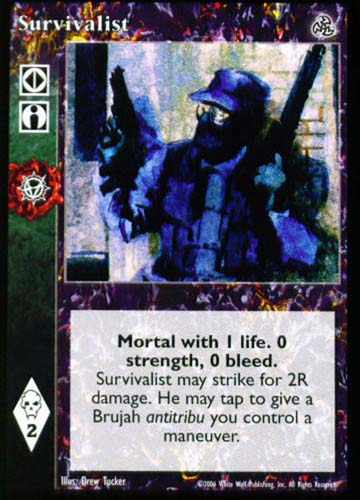 Survivalist
Mortal with 1 life. 0
strength, 0 bleed.
Survivalist may strike for 2R
damage. He may tap to give a
Brujah antitribu you control a
maneuver.
2
Illus: Drew Tucker
©2006 White Wolf Publishing, Inc. All Rights Reserved.